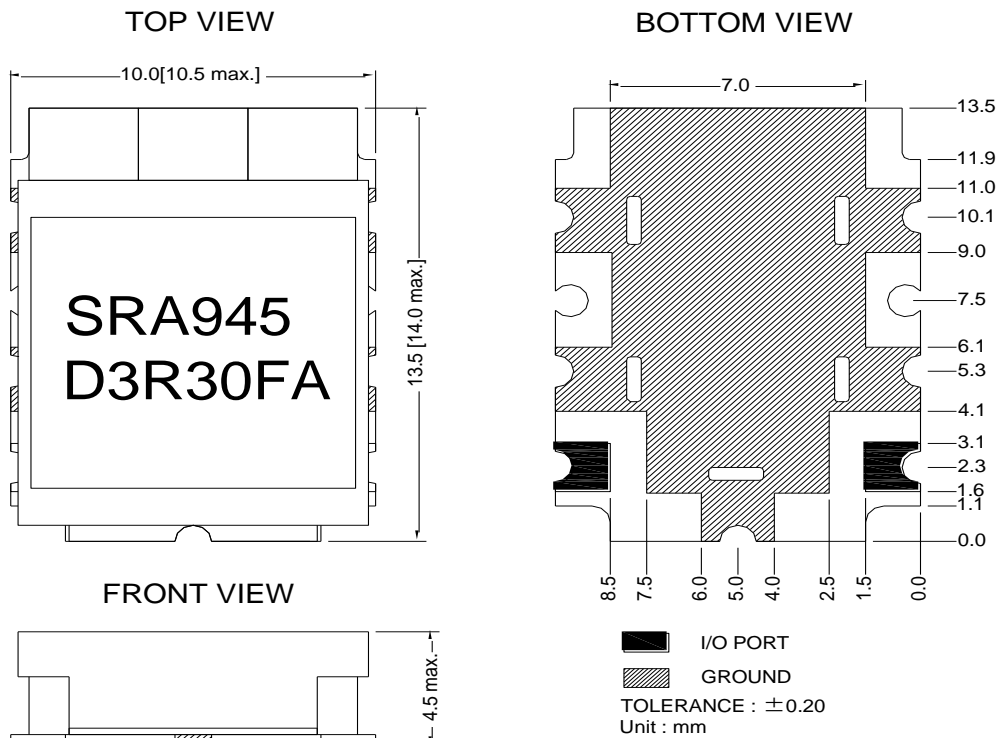 TOP VIEW
10.0[10.5 max.]
SRA945
D3R30FA
13.5 [14.0 max.]
BOTTOM VIEW
7.0
13.5
11.9
11.0
10.1
9.0
7.5
6.1
5.3
4.1
3.1
2.3
1.6
1.1
0.0
8.5 7.5 6.0 5.0 4.0 2.5 1.5 0.0
FRONT VIEW
4.5 max.
I/O PORT
GROUND
TOLERANCE : ±0.20
Unit : mm